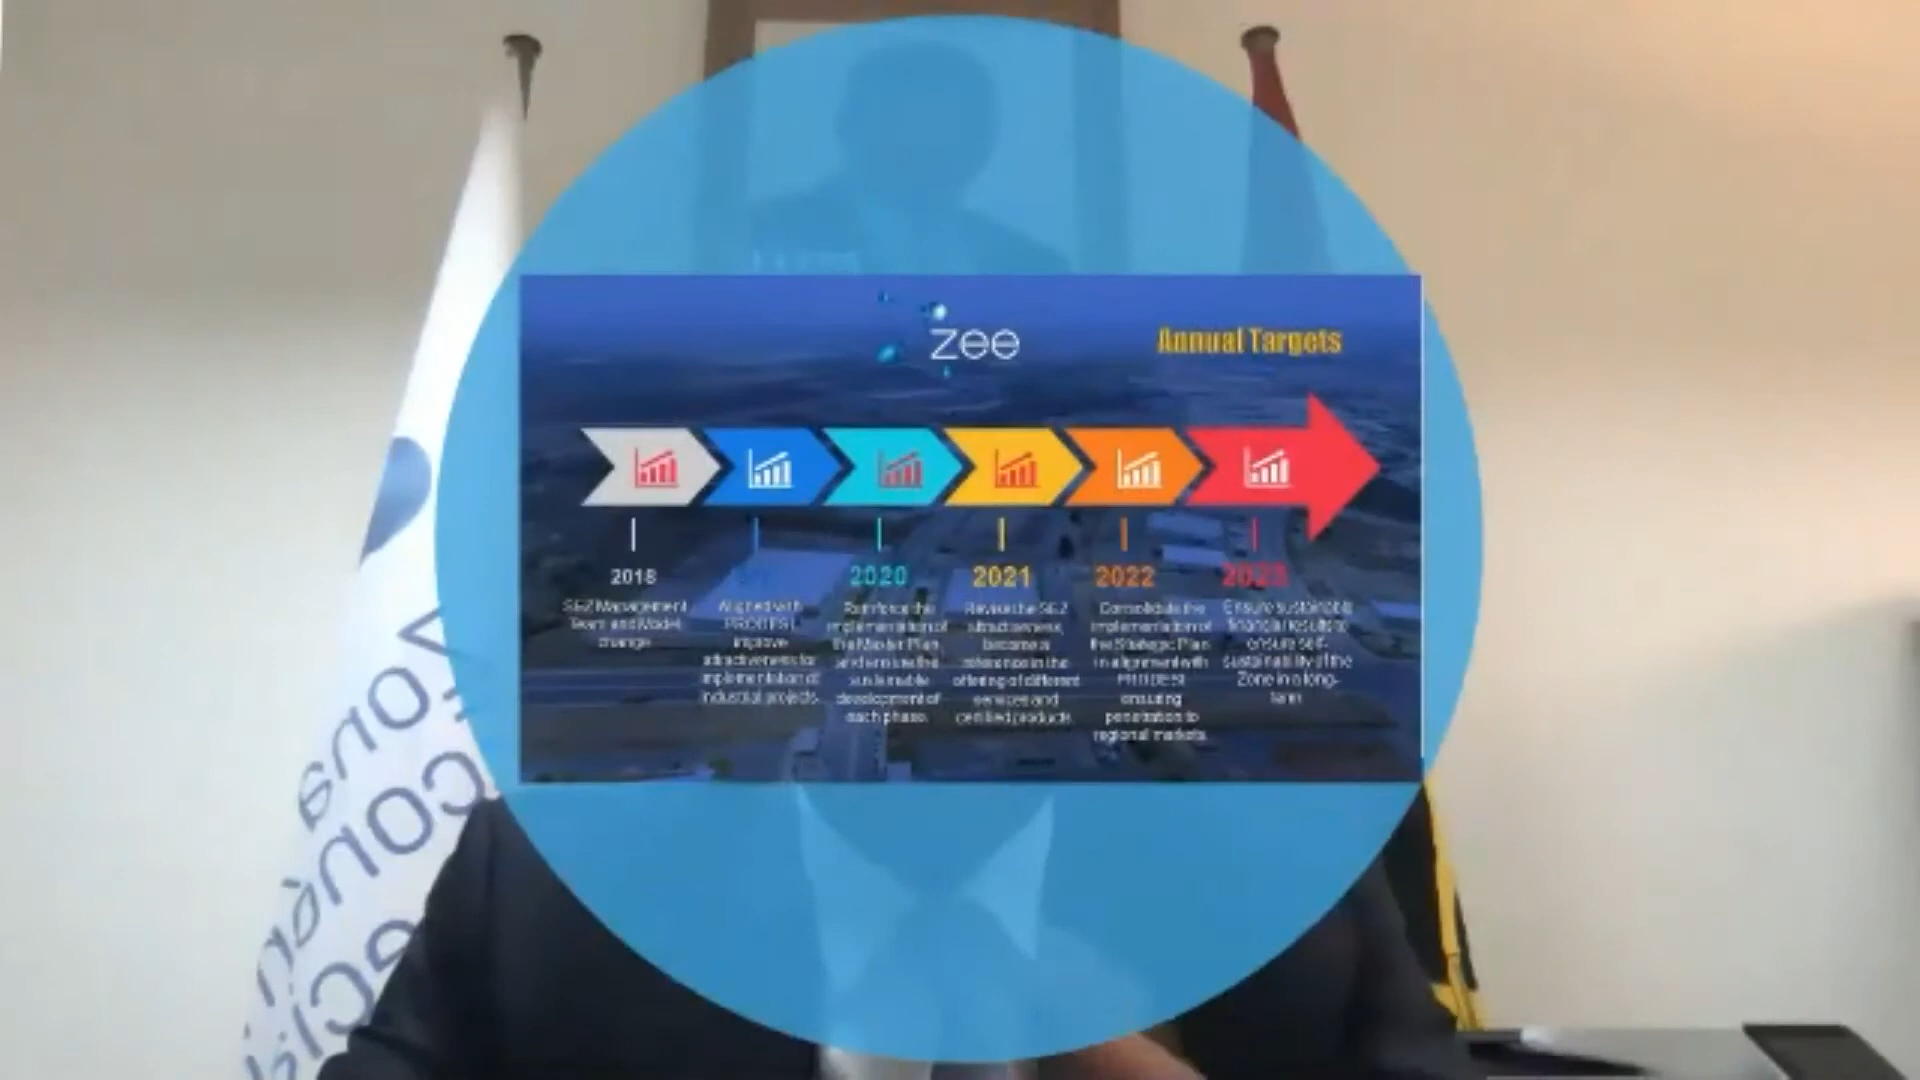 zee
Annual Targets
2018
2020
2021
2022
2023
SEZ Management
Team and Model
change
Aligned with
PRODESI,
improve
attractiveness for
implementation of
industrial projects.
Reinforce the
implementation of
the Master Plan,
and ensure the
sustainable
development of
each phase.
Revise the SEZ
attractiveness,
become a
reference in the
offering of different
services and
certified products.
Consolidate the
implementation of
the Strategic Plan
in alignment with
PRODESI
ensuring
penetration to
regional markets.
Ensure sustainable
financial results to
ensure self-
sustainability of the
Zone in a long-
term
Zona